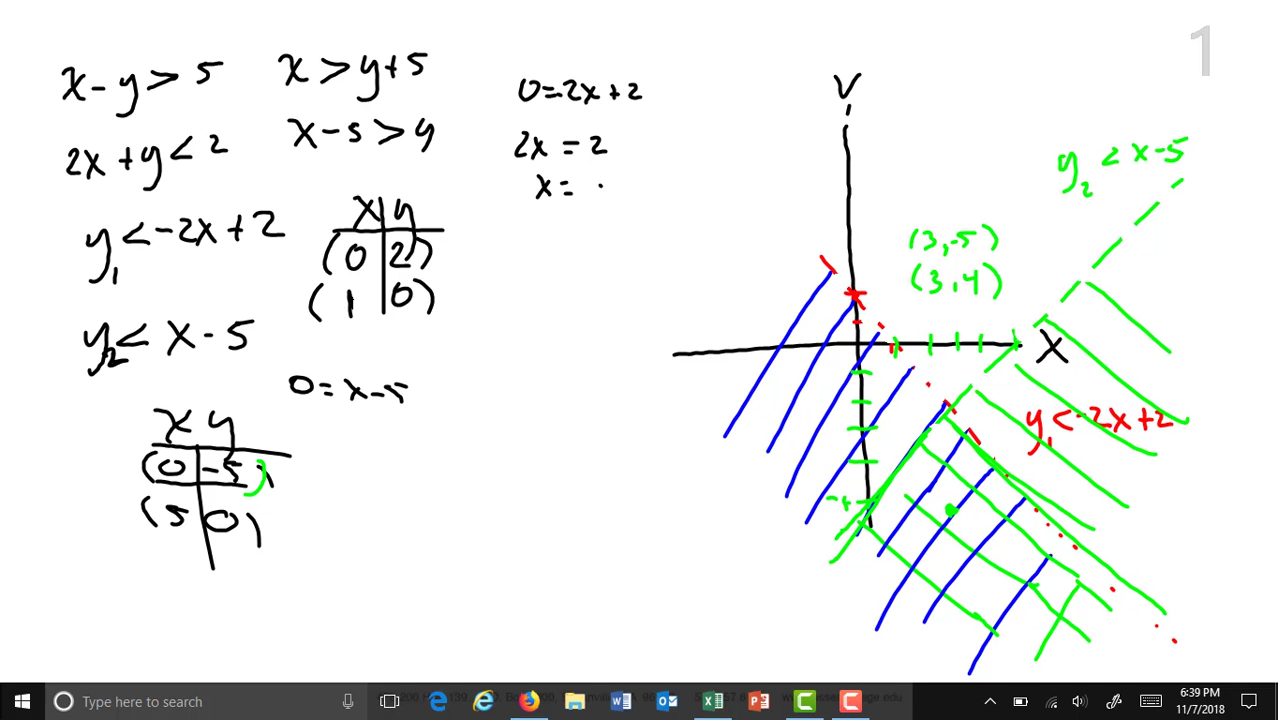 1
x - y > 5
x > y + 5
2x + y < 2
x - 5 > y
y₁ < -2x + 2
y₂ < x - 5
x y
(0 2)
(1 0)
0 = x - 5
x y
(0 -5)
(5 0)
0 = -2x + 2
2x = 2
x =
y₂ < x - 5
(3, -5)
(3, 4)
X
y₁ < -2x + 2
Type here to search
6:39 PM
11/7/2018